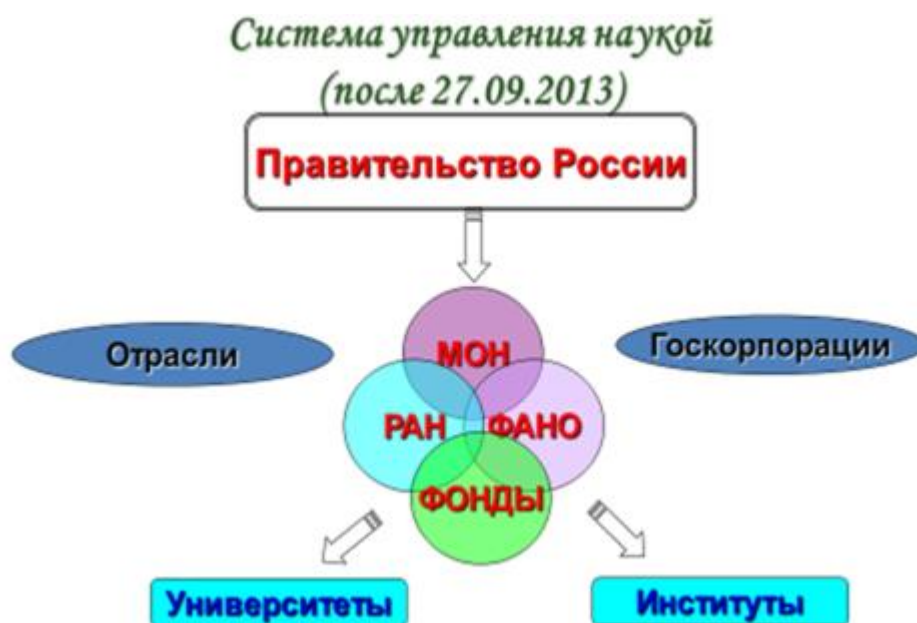 Система управления наукой
(после 27.09.2013)
Правительство России
Отрасли
МОН
Госкорпорации
РАН
ФАНО
ФОНДЫ
Университеты
Институты